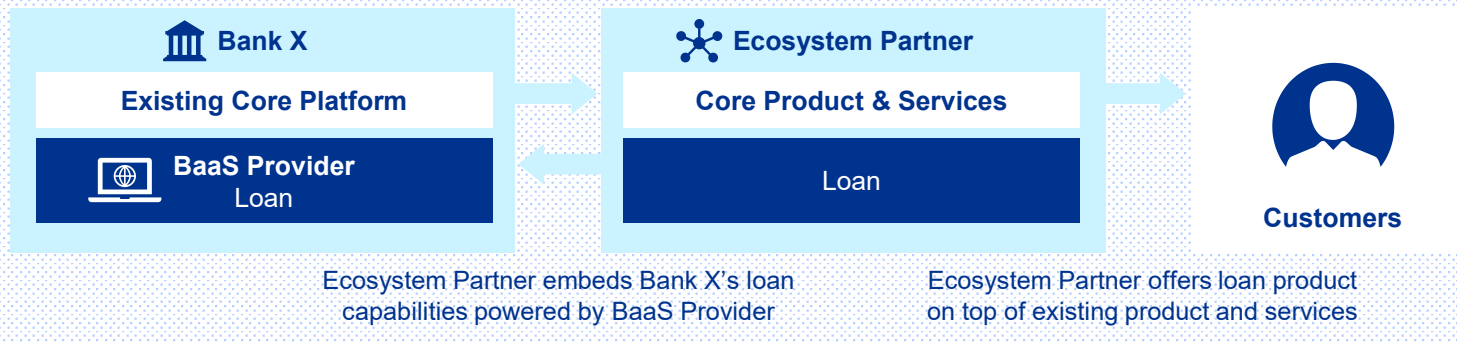 Bank X
Existing Core Platform
BaaS Provider
Loan
Ecosystem Partner
Core Product & Services
Loan
Customers
Ecosystem Partner embeds Bank X’s loan
capabilities powered by BaaS Provider
Ecosystem Partner offers loan product
on top of existing product and services